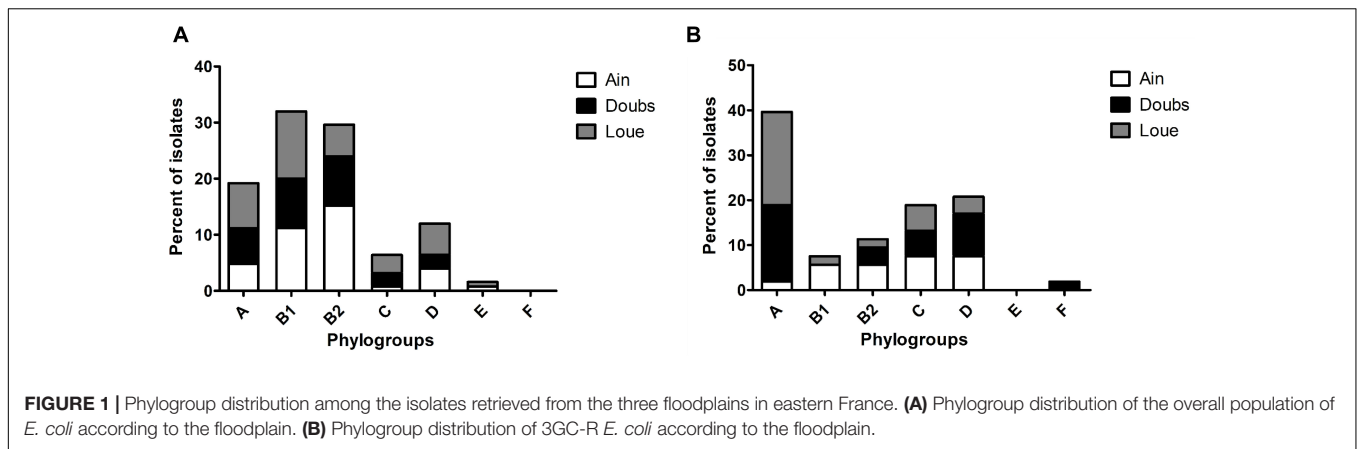 A
Percent of isolates
40
30
20
10
0
A B1 B2 C D E F
Phylogroups
Ain
Doubs
Loue
B
Percent of isolates
50
40
30
20
10
0
A B1 B2 C D E F
Phylogroups
Ain
Doubs
Loue
FIGURE 1 | Phylogroup distribution among the isolates retrieved from the three floodplains in eastern France. (A) Phylogroup distribution of the overall population of
E. coli according to the floodplain. (B) Phylogroup distribution of 3GC-R E. coli according to the floodplain.